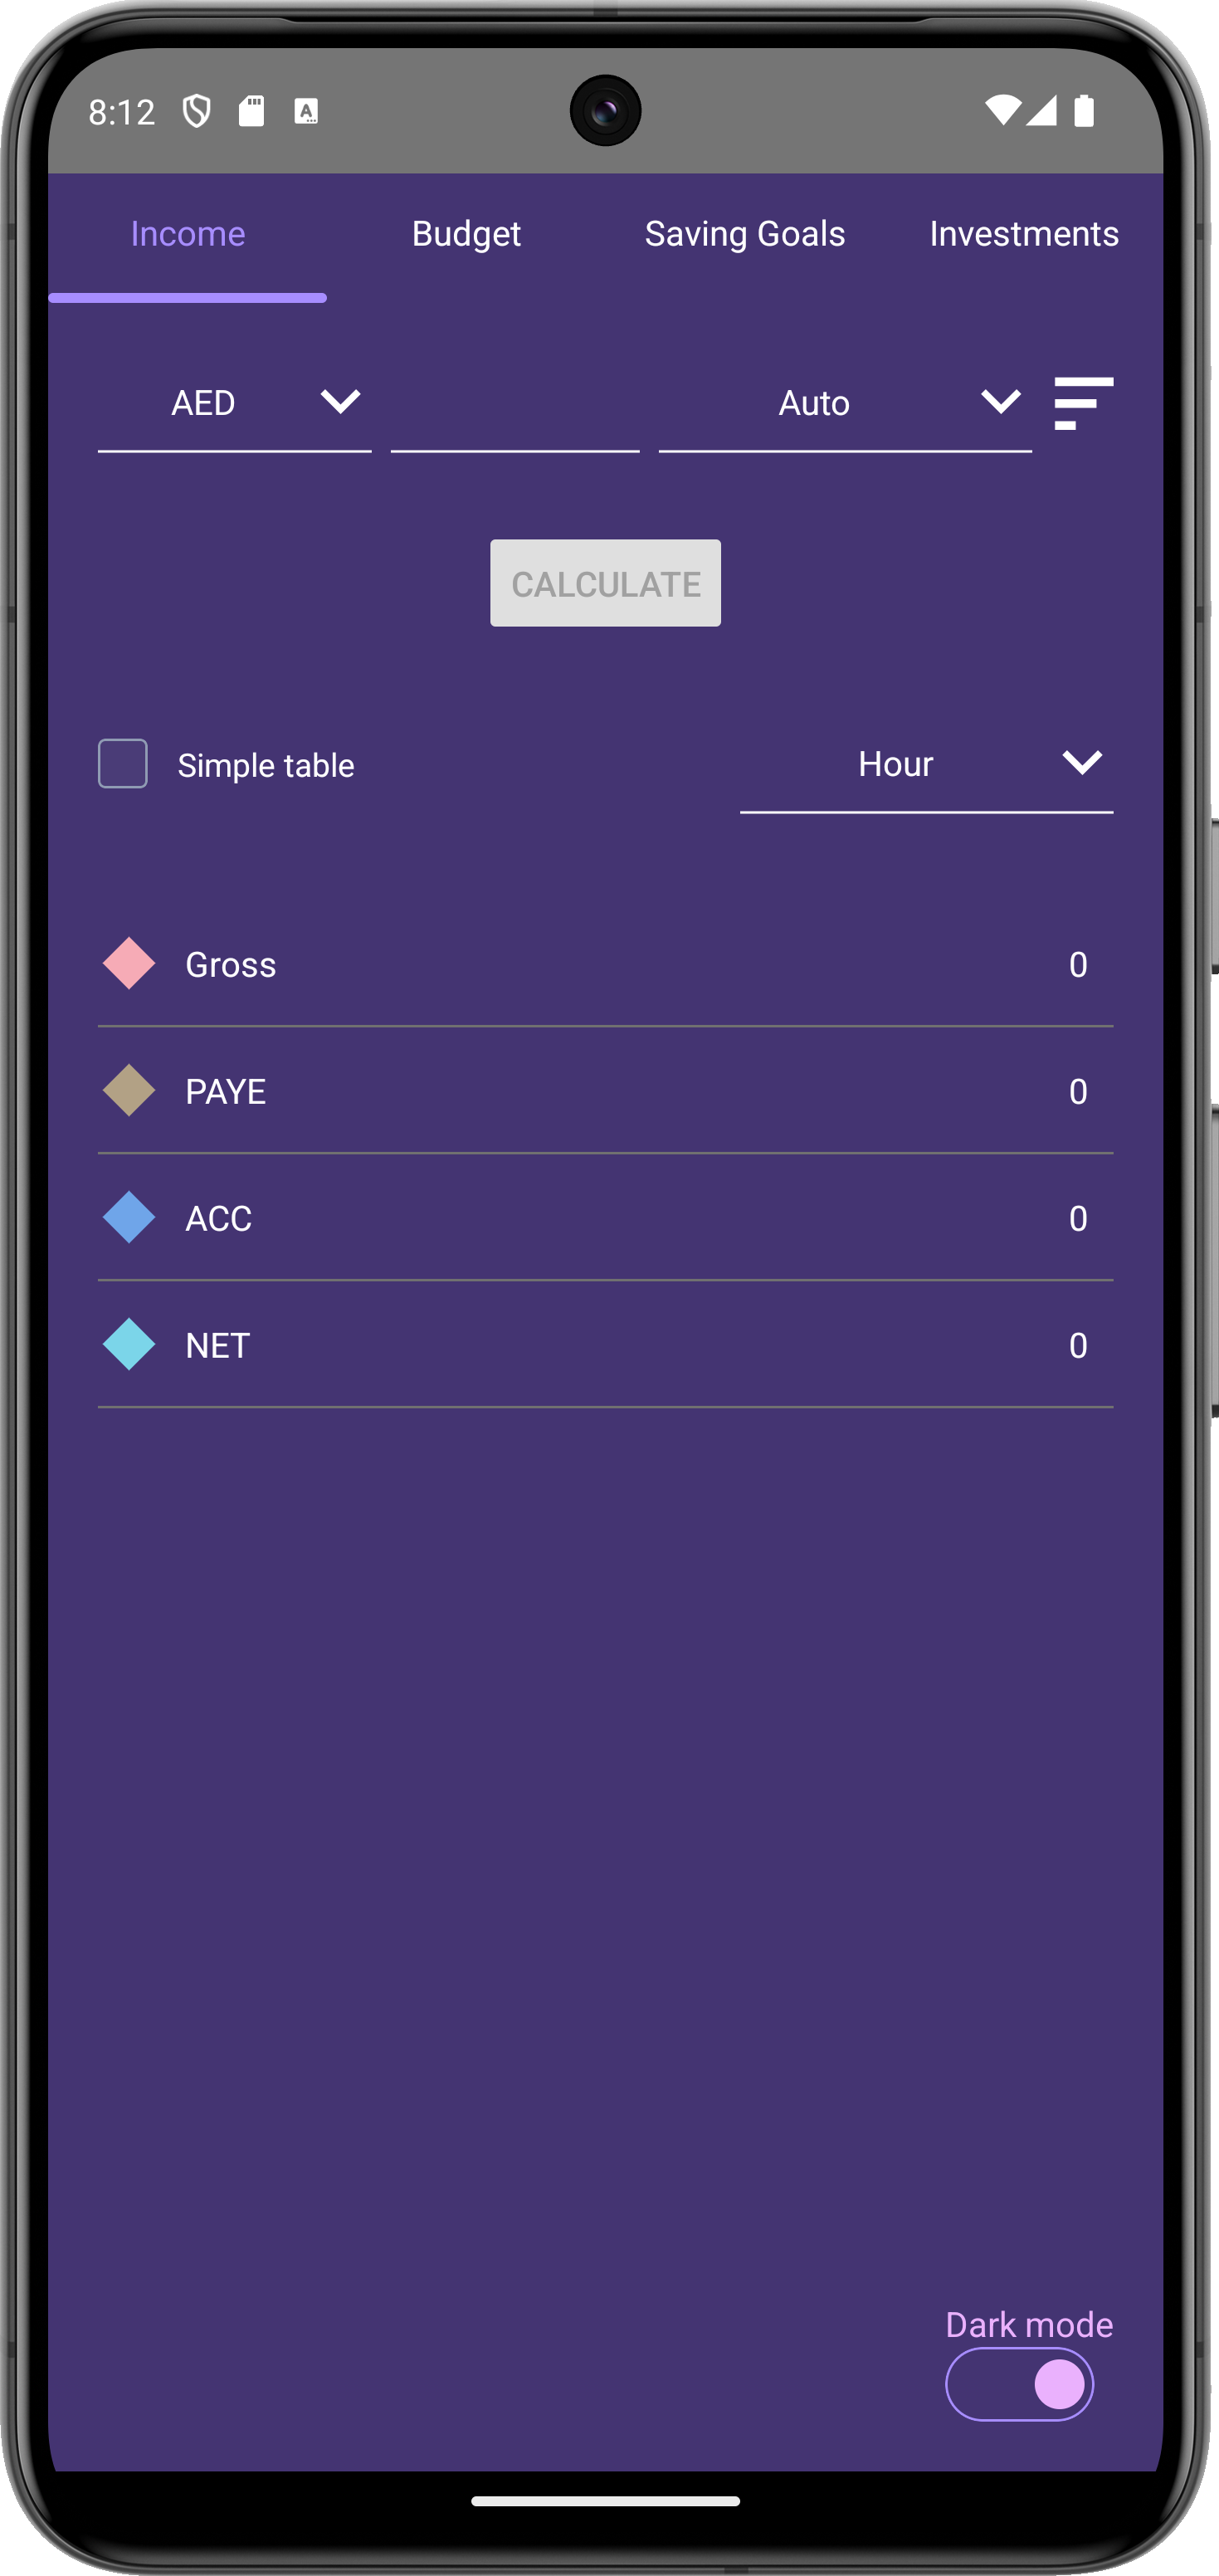 8:12
Income Budget Saving Goals Investments
AED Auto
CALCULATE
Simple table Hour
Gross 0
PAYE 0
ACC 0
NET 0
Dark mode